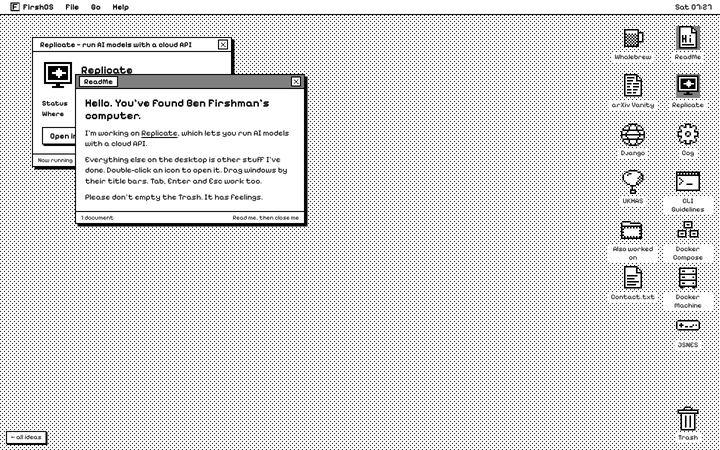 FirshOS File Go Help
Sat 07:27
Replicate - run AI models with a cloud API
Replicate
Status
Where
Open in
Now running
ReadMe
Hello. You've found Ben Firshman's
computer.
I'm working on Replicate, which lets you run AI models
with a cloud API.
Everything else on the desktop is other stuff I've
done. Double-click an icon to open it. Drag windows by
their title bars. Tab, Enter and Esc work too.
Please don't empty the Trash. It has feelings.
1 document
Read me, then close me
Whalebrew
Hi
ReadMe
arXiv Vanity
Replicate
Django
Cog
UKHAS
CLI
Guidelines
Also worked
on
Docker
Compose
Contact.txt
Docker
Machine
JSNES
Trash
← all ideas